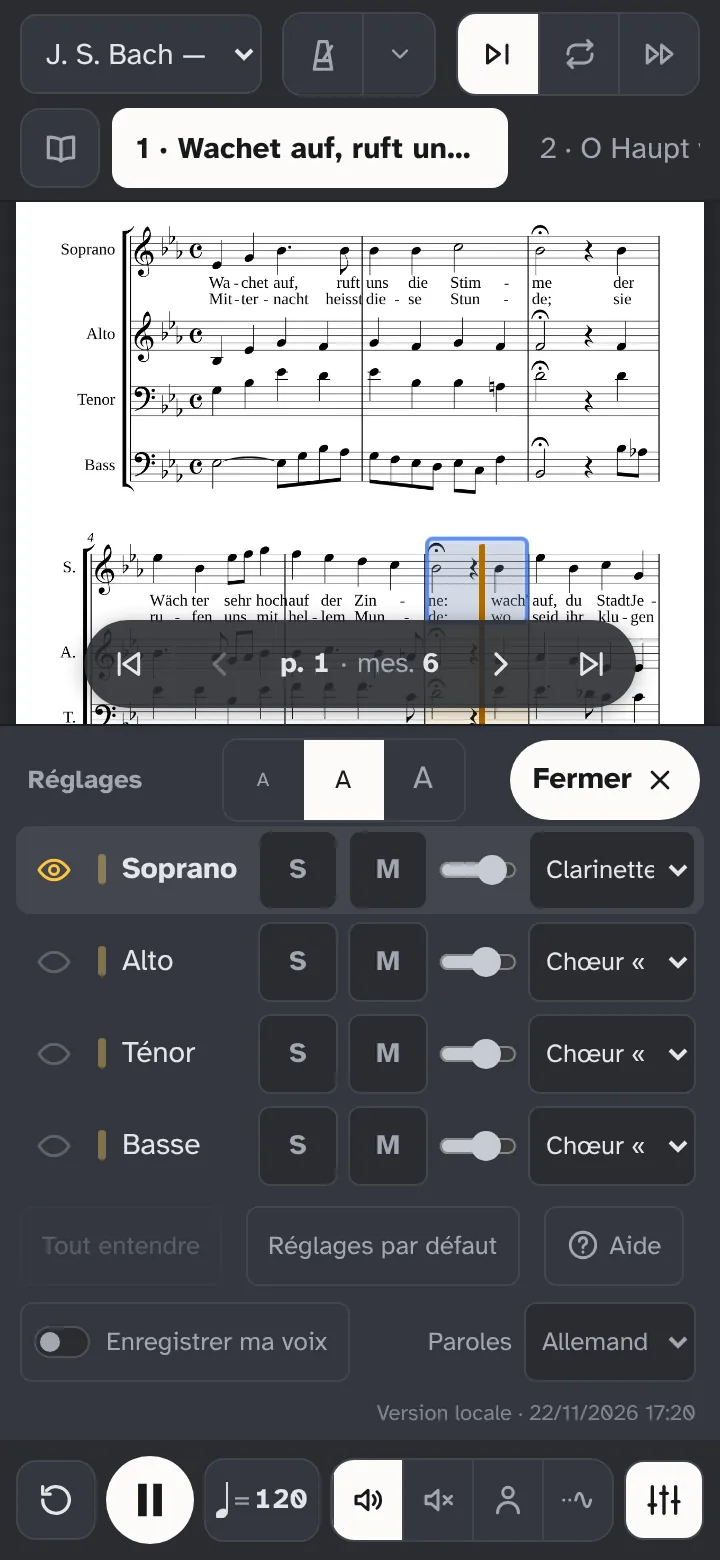 J. S. Bach —
1 · Wachet auf, ruft un...
2 · O Haupt
Soprano
Wa - chet auf, ruft uns die Stim - me der
Mit - ter - nacht heisst die - se Stun - de; sie
Alto
Tenor
Bass
4
S.
Wäch ter sehr hoch auf der Zin - ne: wach auf, du Stadt Je -
ru - fen uns mit hel - lem Mun - de: wo seid ihr klu - gen
A.
p. 1 · mes. 6
T.
Réglages
A A A
Fermer
Soprano S M Clarinette
Alto S M Chœur «
Ténor S M Chœur «
Basse S M Chœur «
Tout entendre
Réglages par défaut
Aide
Enregistrer ma voix
Paroles
Allemand
Version locale · 22/11/2026 17:20
= 120